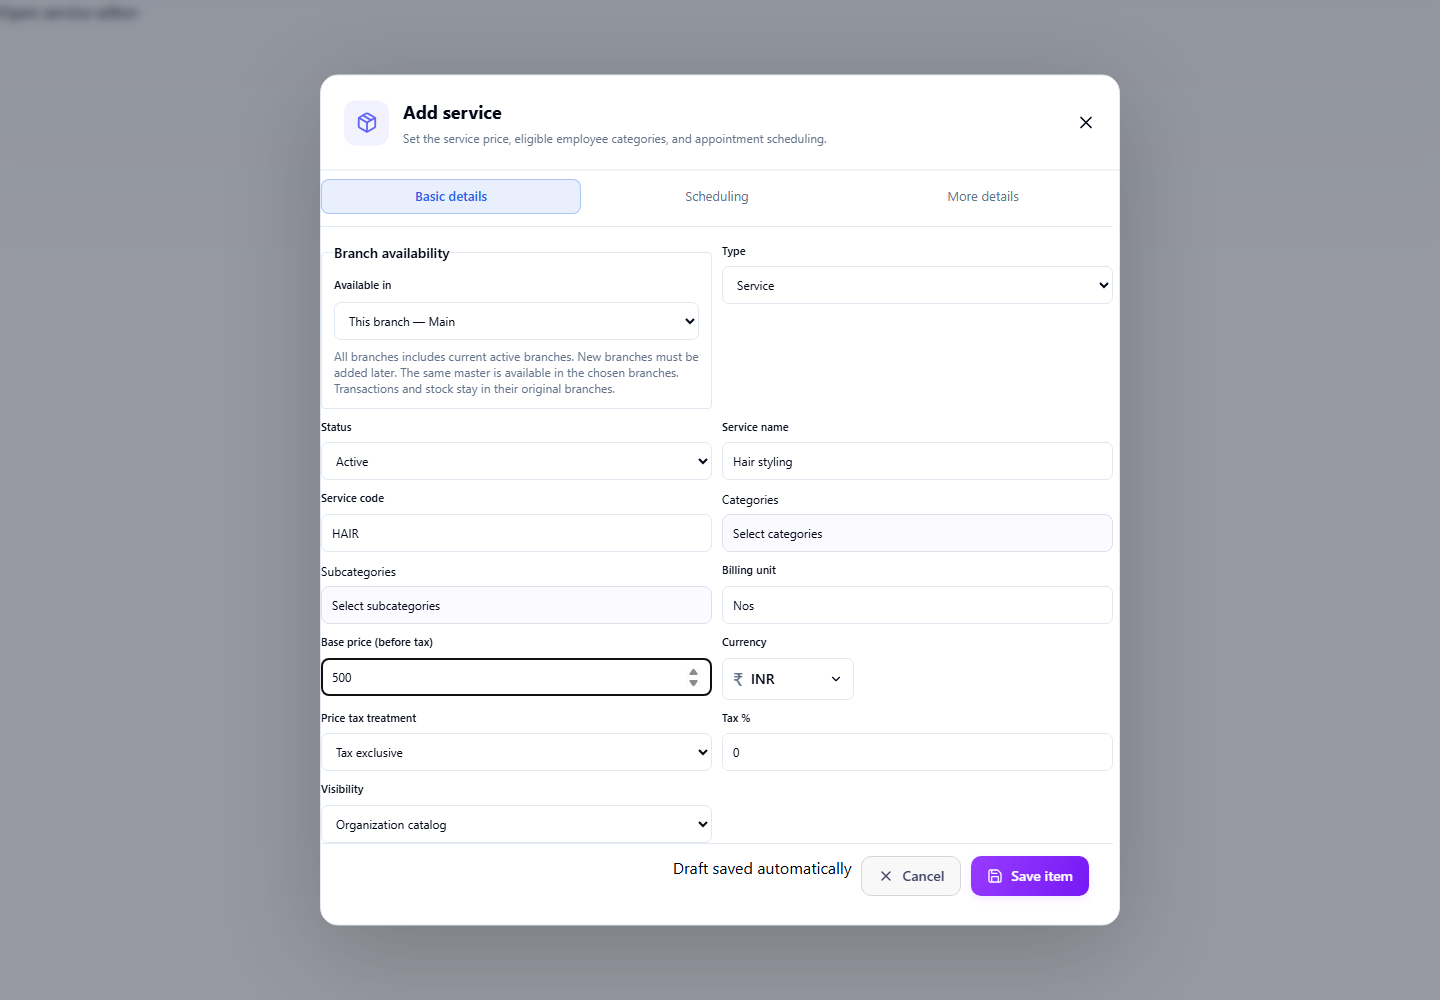 Open service editor
Add service
Set the service price, eligible employee categories, and appointment scheduling.
Basic details
Scheduling
More details
Branch availability
Available in
This branch — Main
All branches includes current active branches. New branches must be
added later. The same master is available in the chosen branches.
Transactions and stock stay in their original branches.
Type
Service
Status
Active
Service name
Hair styling
Service code
HAIR
Categories
Select categories
Subcategories
Select subcategories
Billing unit
Nos
Base price (before tax)
500
Currency
₹ INR
Price tax treatment
Tax exclusive
Tax %
0
Visibility
Organization catalog
Draft saved automatically
Cancel
Save item